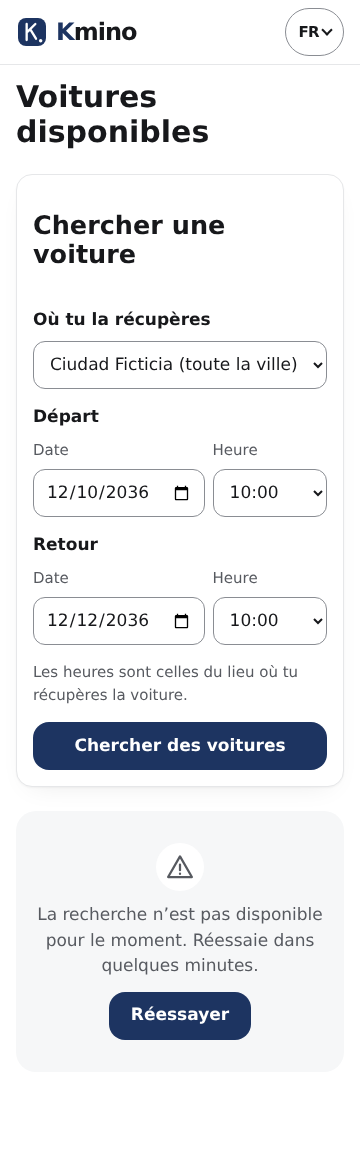 Kmino
FR
Voitures
disponibles
Chercher une
voiture
Où tu la récupères
Ciudad Ficticia (toute la ville)
Départ
Date
Heure
12/10/2036
10:00
Retour
Date
Heure
12/12/2036
10:00
Les heures sont celles du lieu où tu
récupères la voiture.
Chercher des voitures
La recherche n’est pas disponible
pour le moment. Réessaie dans
quelques minutes.
Réessayer